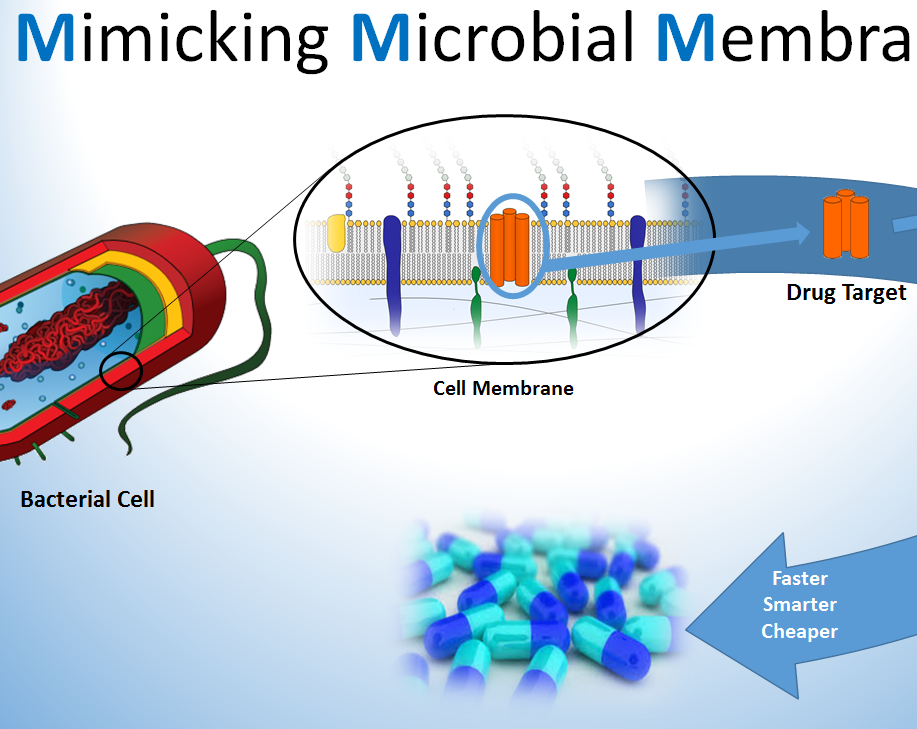 Mimicking Microbial Membra
Drug Target
Cell Membrane
Bacterial Cell
Faster
Smarter
Cheaper